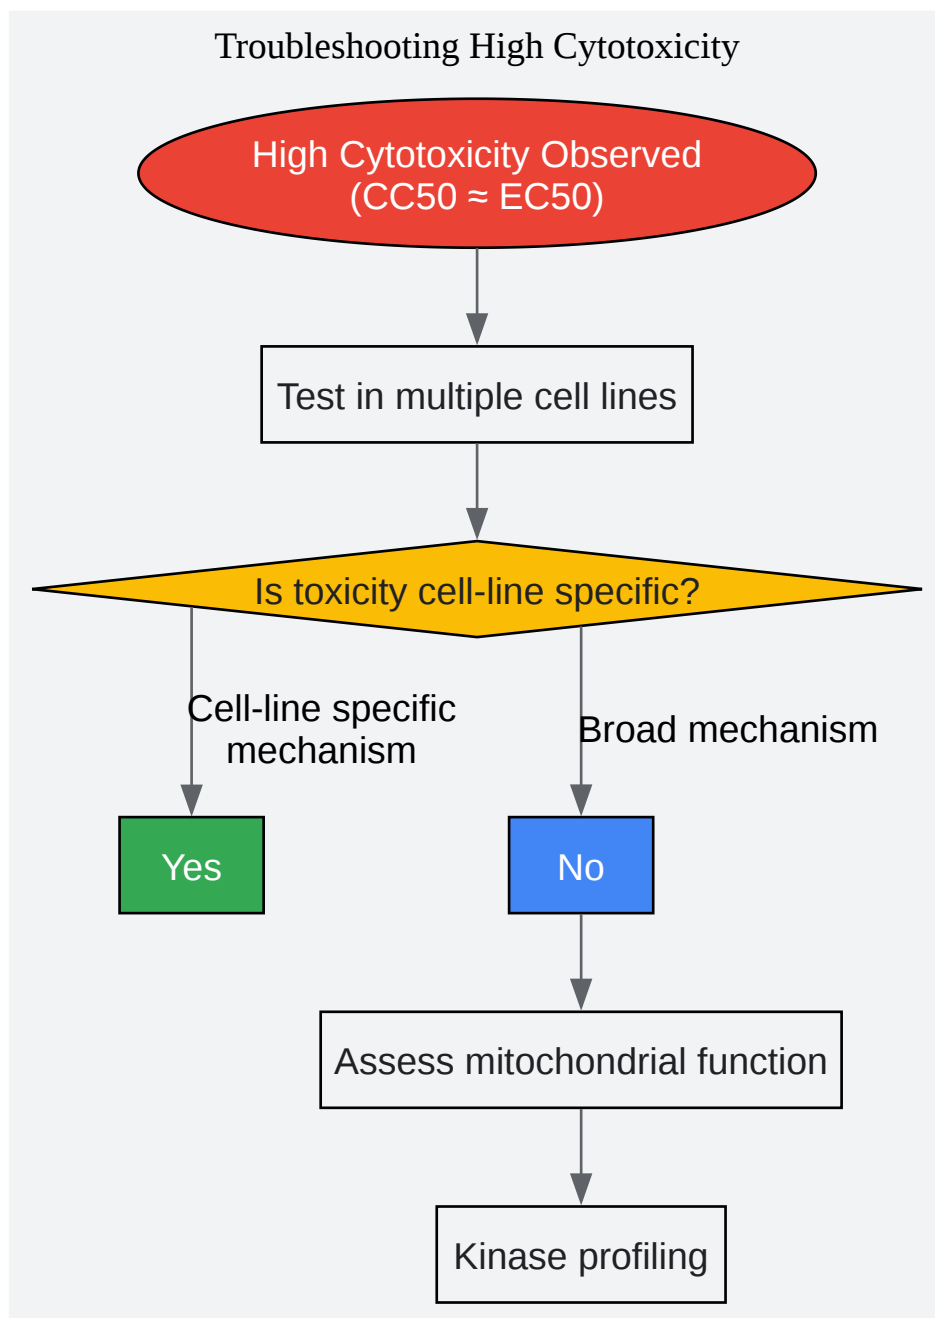 Troubleshooting High Cytotoxicity
High Cytotoxicity Observed
(CC50 ≈ EC50)
Test in multiple cell lines
Is toxicity cell-line specific?
Cell-line specific
mechanism
Broad mechanism
Yes
No
Assess mitochondrial function
Kinase profiling